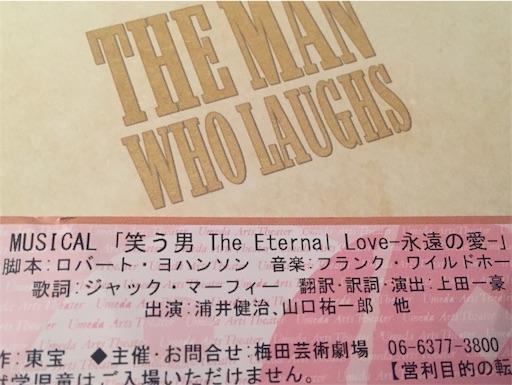 THE MAN
WHO LAUGHS
MUSICAL 「笑う男 The Eternal Love-永遠の愛-」
脚本:ロバート・ヨハンソン 音楽:フランク・ワイルドホー
歌詞:ジャック・マーフィー 翻訳・訳詞・演出:上田一豪
出演:浦井健治、山口祐一郎 他
作:東宝 ◆主催・お問合せ:梅田芸術劇場 06-6377-3800
就学児童はご入場いただけません。 【営利目的の転